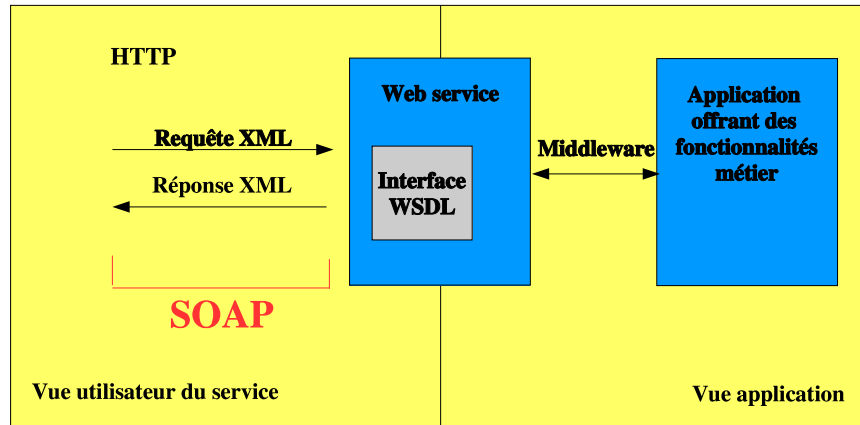 HTTP
Requête XML
Réponse XML
SOAP
Vue utilisateur du service
Web service
Interface
WSDL
Middleware
Application
offrant des
fonctionnalités
métier
Vue application